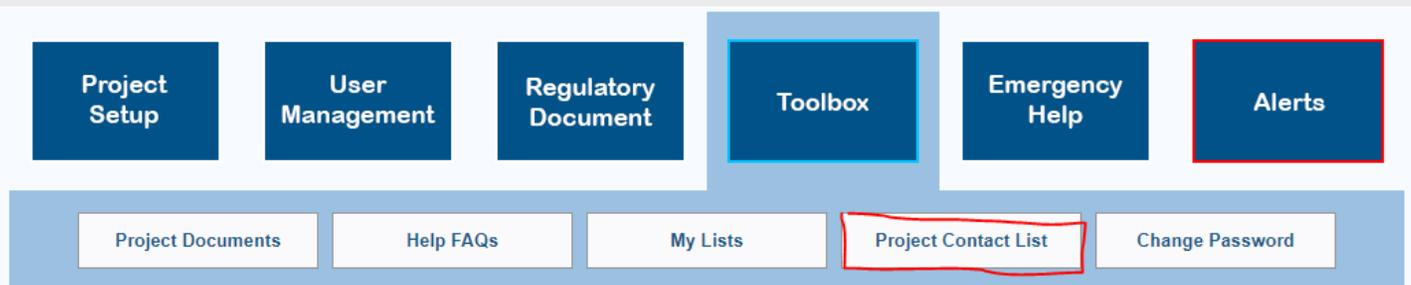 Project
Setup
User
Management
Regulatory
Document
Toolbox
Emergency
Help
Alerts
Project Documents
Help FAQs
My Lists
Project Contact List
Change Password